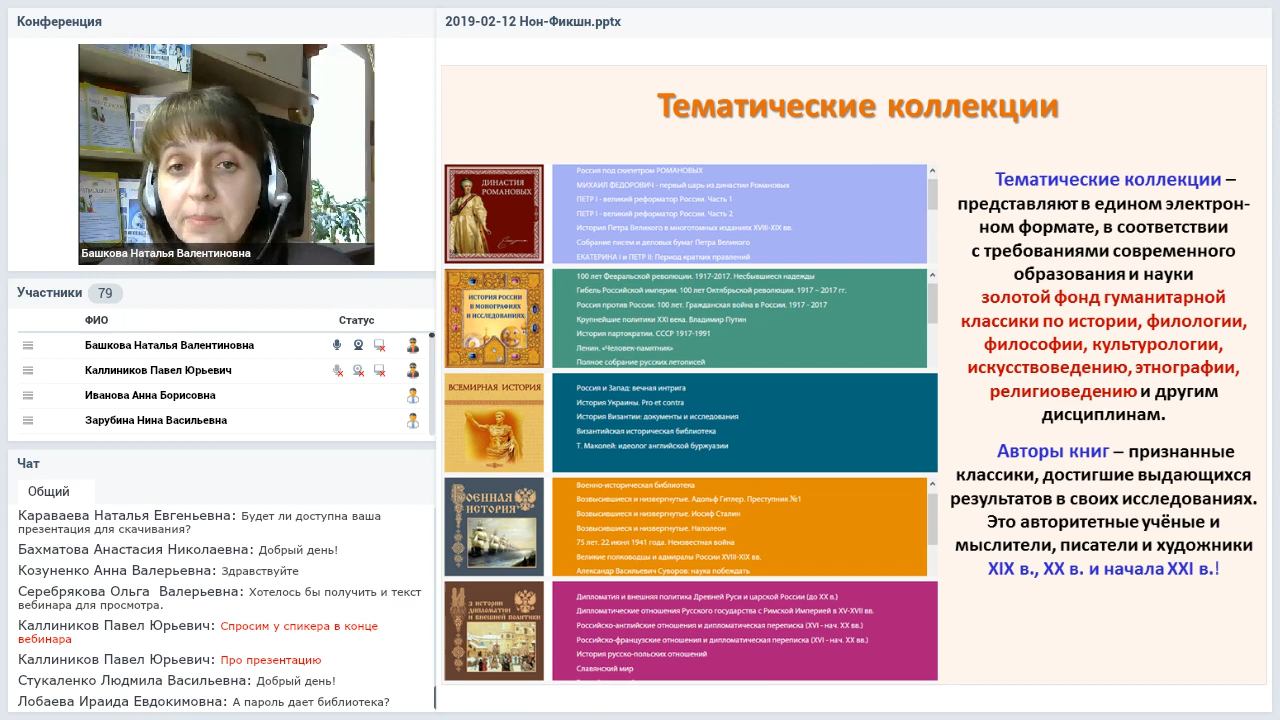 Конференция
Башкова Наталья Валентиновна
Участники 79
ФИО Статус
Башкова Наталья Валентиновна
Каллиников Павел Юрьевич
Иванова Анна Борисовна
Зарубина Нина Васильевна
Чат
Общий
Евгеньевна: Будет ли доступна ваша
презентация для скачивания?
Вахнатова Анастасия Николаевна: Добрый день!
Анна Валерьевна: Здравствуйте
Серебрякова Ольга Валерьевна: Хотелось бы получить и текст
вебинара для просмотра.
Каллиников Павел Юрьевич: Спросим у спикера в конце
вебинара
Каллиников Павел Юрьевич: Про презентацию
Стукаленко Людмила Васильевна: Добрый день!
Лобаева Ираида Евдокимовна: А пароль дает библиотека?
2019-02-12 Нон-Фикшн.pptx
Тематические коллекции
ДИНАСТИЯ
РОМАНОВЫХ
Россия под скипетром РОМАНОВЫХ
МИХАИЛ ФЕДОРОВИЧ - первый царь из династии Романовых
ПЕТР I - великий реформатор России. Часть 1
ПЕТР I - великий реформатор России. Часть 2
История Петра Великого в многотомных изданиях XVIII-XIX вв.
Собрание писем и деловых бумаг Петра Великого
ЕКАТЕРИНА I и ПЕТР II: Период кратких правлений
ИСТОРИЯ РОССИИ
В МОНОГРАФИЯХ
И ИССЛЕДОВАНИЯХ
100 лет Февральской революции. 1917-2017. Несбывшиеся надежды
Гибель Российской империи. 100 лет Октябрьской революции. 1917 – 2017 гг.
Россия против России. 100 лет. Гражданская война в России. 1917 - 2017
Крупнейшие политики XXI века. Владимир Путин
История партократии. СССР 1917-1991
Ленин. «Человек-памятник»
Полное собрание русских летописей
ВСЕМИРНАЯ ИСТОРИЯ
Россия и Запад: вечная интрига
История Украины. Pro et contra
История Византии: документы и исследования
Византийская историческая библиотека
Т. Маколей: идеолог английской буржуазии
ВОЕННАЯ
ИСТОРИЯ
Военно-историческая библиотека
Возвысившиеся и низвергнутые. Адольф Гитлер. Преступник №1
Возвысившиеся и низвергнутые. Иосиф Сталин
Возвысившиеся и низвергнутые. Наполеон
75 лет. 22 июня 1941 года. Неизвестная война
Великие полководцы и адмиралы России XVIII-XIX вв.
Александр Васильевич Суворов: наука побеждать
ИЗ ИСТОРИИ
ДИПЛОМАТИИ
И ВНЕШНЕЙ ПОЛИТИКИ
Дипломатия и внешняя политика Древней Руси и царской России (до XX в.)
Дипломатические отношения Русского государства с Римской Империей в XV-XVII вв.
Российско-английские отношения и дипломатическая переписка (XVI - нач. XX вв.)
Российско-французские отношения и дипломатическая переписка (XVI - нач. XX вв.)
История русско-польских отношений
Славянский мир
Тематические коллекции –
представляют в едином электрон-
ном формате, в соответствии
с требованиями современного
образования и науки
золотой фонд гуманитарной
классики по истории, филологии,
философии, культурологии,
искусствоведению, этнографии,
религиоведению и другим
дисциплинам.
Авторы книг – признанные
классики, достигшие выдающихся
результатов в своих исследованиях.
Это авторитетные учёные и
мыслители, писатели и художники
XIX в., XX в. и начала XXI в.!